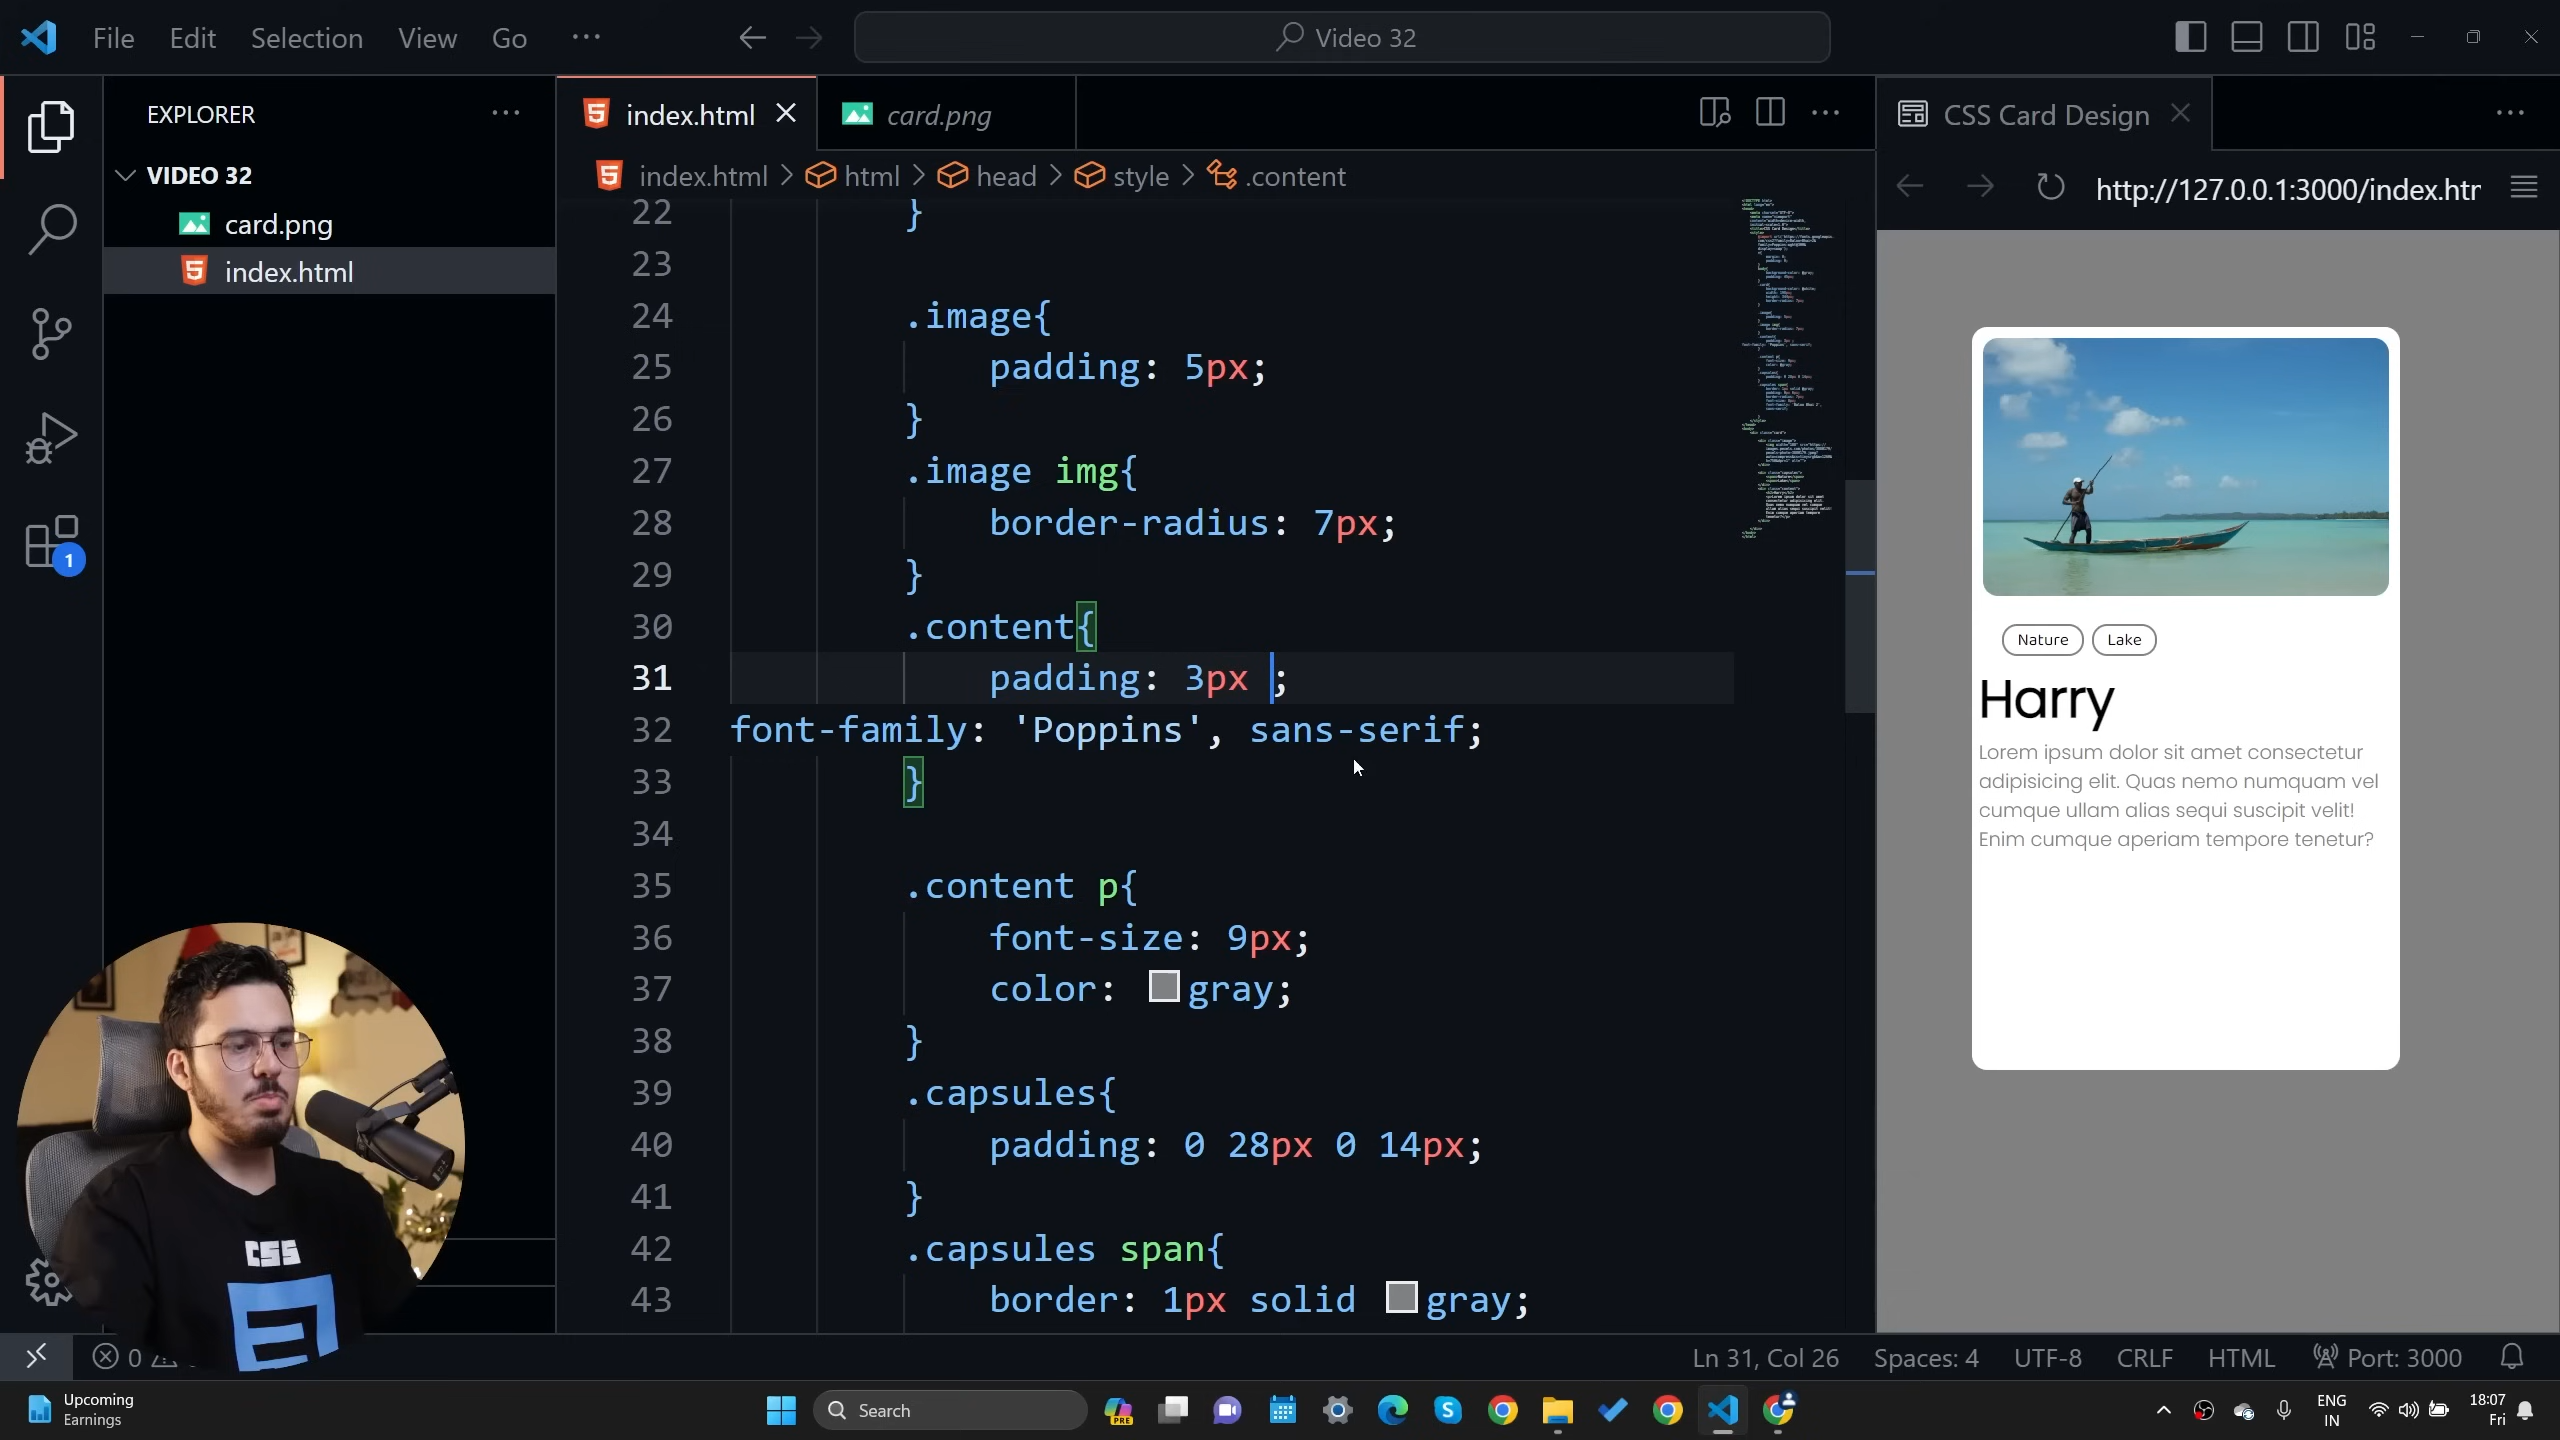 File Edit Selection View Go ...
Video 32
EXPLORER ...
VIDEO 32
card.png
index.html
1
index.html
card.png
...
index.html > html > head > style > .content
22 }
23
24 .image{
25 padding: 5px;
26 }
27 .image img{
28 border-radius: 7px;
29 }
30 .content{
31 padding: 3px ;
32 font-family: 'Poppins', sans-serif;
33 }
34
35 .content p{
36 font-size: 9px;
37 color: gray;
38 }
39 .capsules{
40 padding: 0 28px 0 14px;
41 }
42 .capsules span{
43 border: 1px solid gray;
CSS Card Design
...
http://127.0.0.1:3000/index.htr
Nature
Lake
Harry
Lorem ipsum dolor sit amet consectetur
adipisicing elit. Quas nemo numquam vel
cumque ullam alias sequi suscipit velit!
Enim cumque aperiam tempore tenetur?
CSS
0
Ln 31, Col 26 Spaces: 4 UTF-8 CRLF HTML Port: 3000
Upcoming
Earnings
Search
PRE
ENG
IN
18:07
Fri